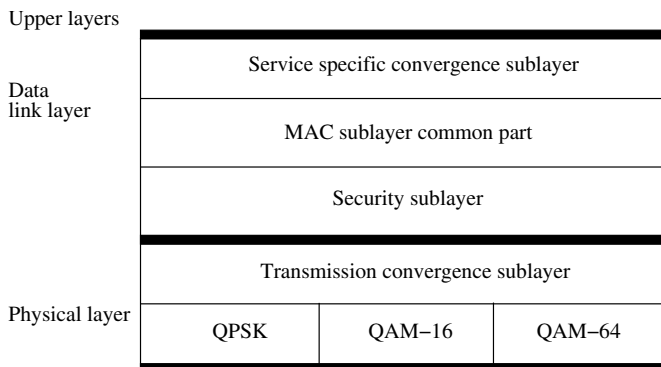 Upper layers
Service specific convergence sublayer
Data
link layer
MAC sublayer common part
Security sublayer
Transmission convergence sublayer
Physical layer
QPSK
QAM−16
QAM−64